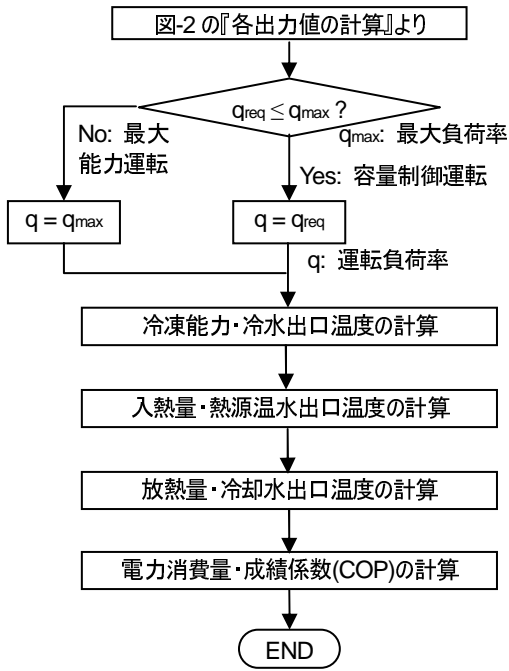 図-2の『各出力値の計算』より
qreq ≤ qmax ?
No: 最大
能力運転
qmax: 最大負荷率
Yes: 容量制御運転
q = qmax
q = qreq
q: 運転負荷率
冷凍能力・冷水出口温度の計算
入熱量・熱源温水出口温度の計算
放熱量・冷却水出口温度の計算
電力消費量・成績係数(COP)の計算
END